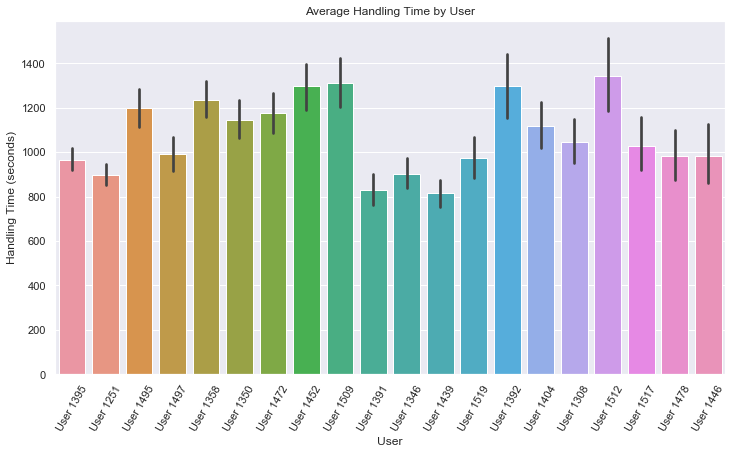 Average Handling Time by User
Handling Time (seconds)
1400
1200
1000
800
600
400
200
0
User 1395
User 1251
User 1495
User 1497
User 1358
User 1350
User 1472
User 1452
User 1509
User 1391
User 1346
User 1439
User 1519
User 1392
User 1404
User 1308
User 1512
User 1517
User 1478
User 1446
User